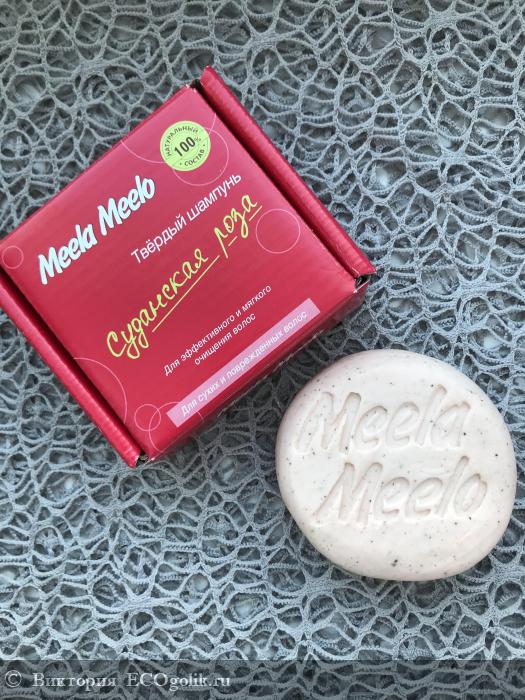 НАТУРАЛЬНЫЙ
100%
СОСТАВ
Meela Meelo
Твёрдый шампунь
Суданская роза
Для эффективного и мягкого
очищения волос
Для сухих и повреждённых волос
Meela
Meelo
© Виктория ECOgolik.ru